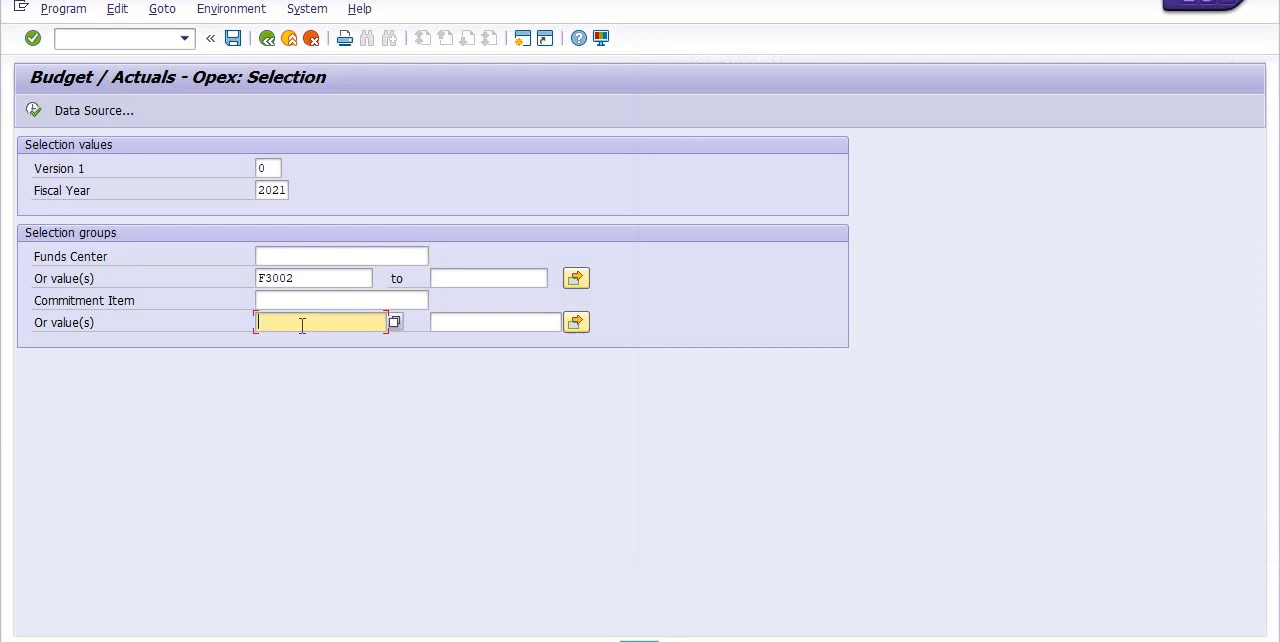 Program Edit Goto Environment System Help
Budget / Actuals - Opex: Selection
Data Source...
Selection values
Version 1 0
Fiscal Year 2021
Selection groups
Funds Center
Or value(s) F3002 to
Commitment Item
Or value(s)